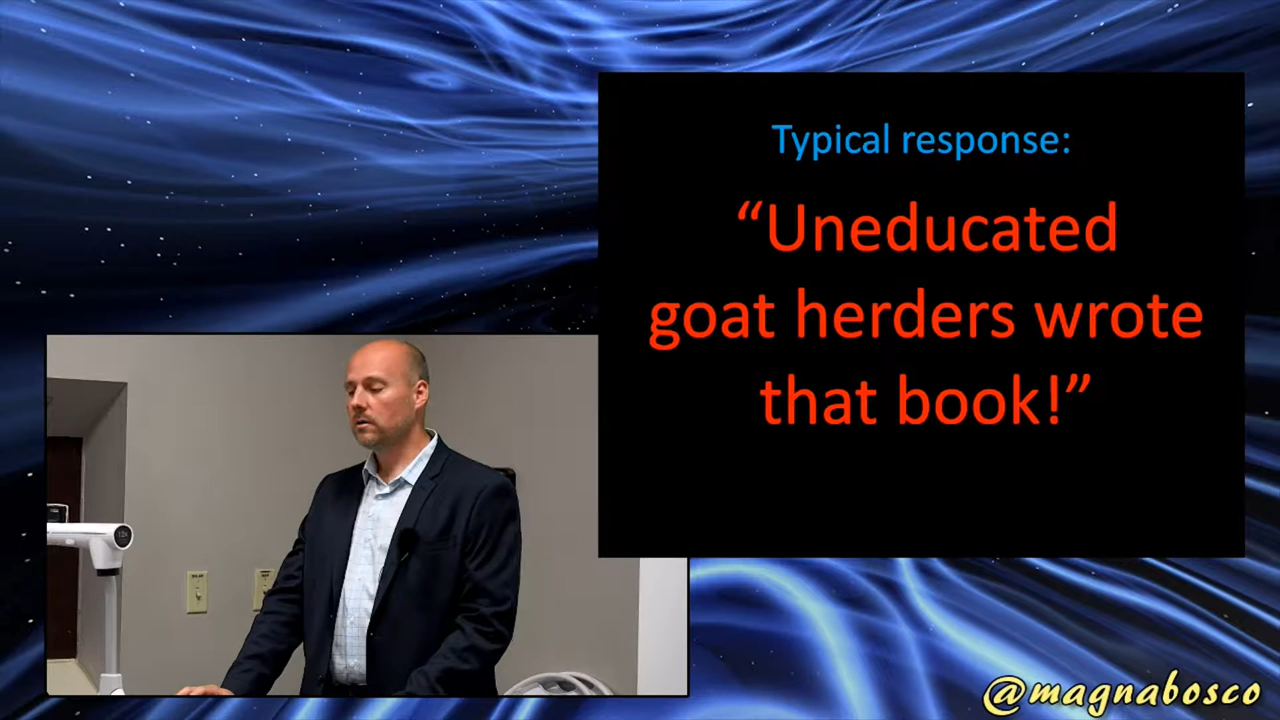 Typical response:
“Uneducated
goat herders wrote
that book!”
@magnabosco